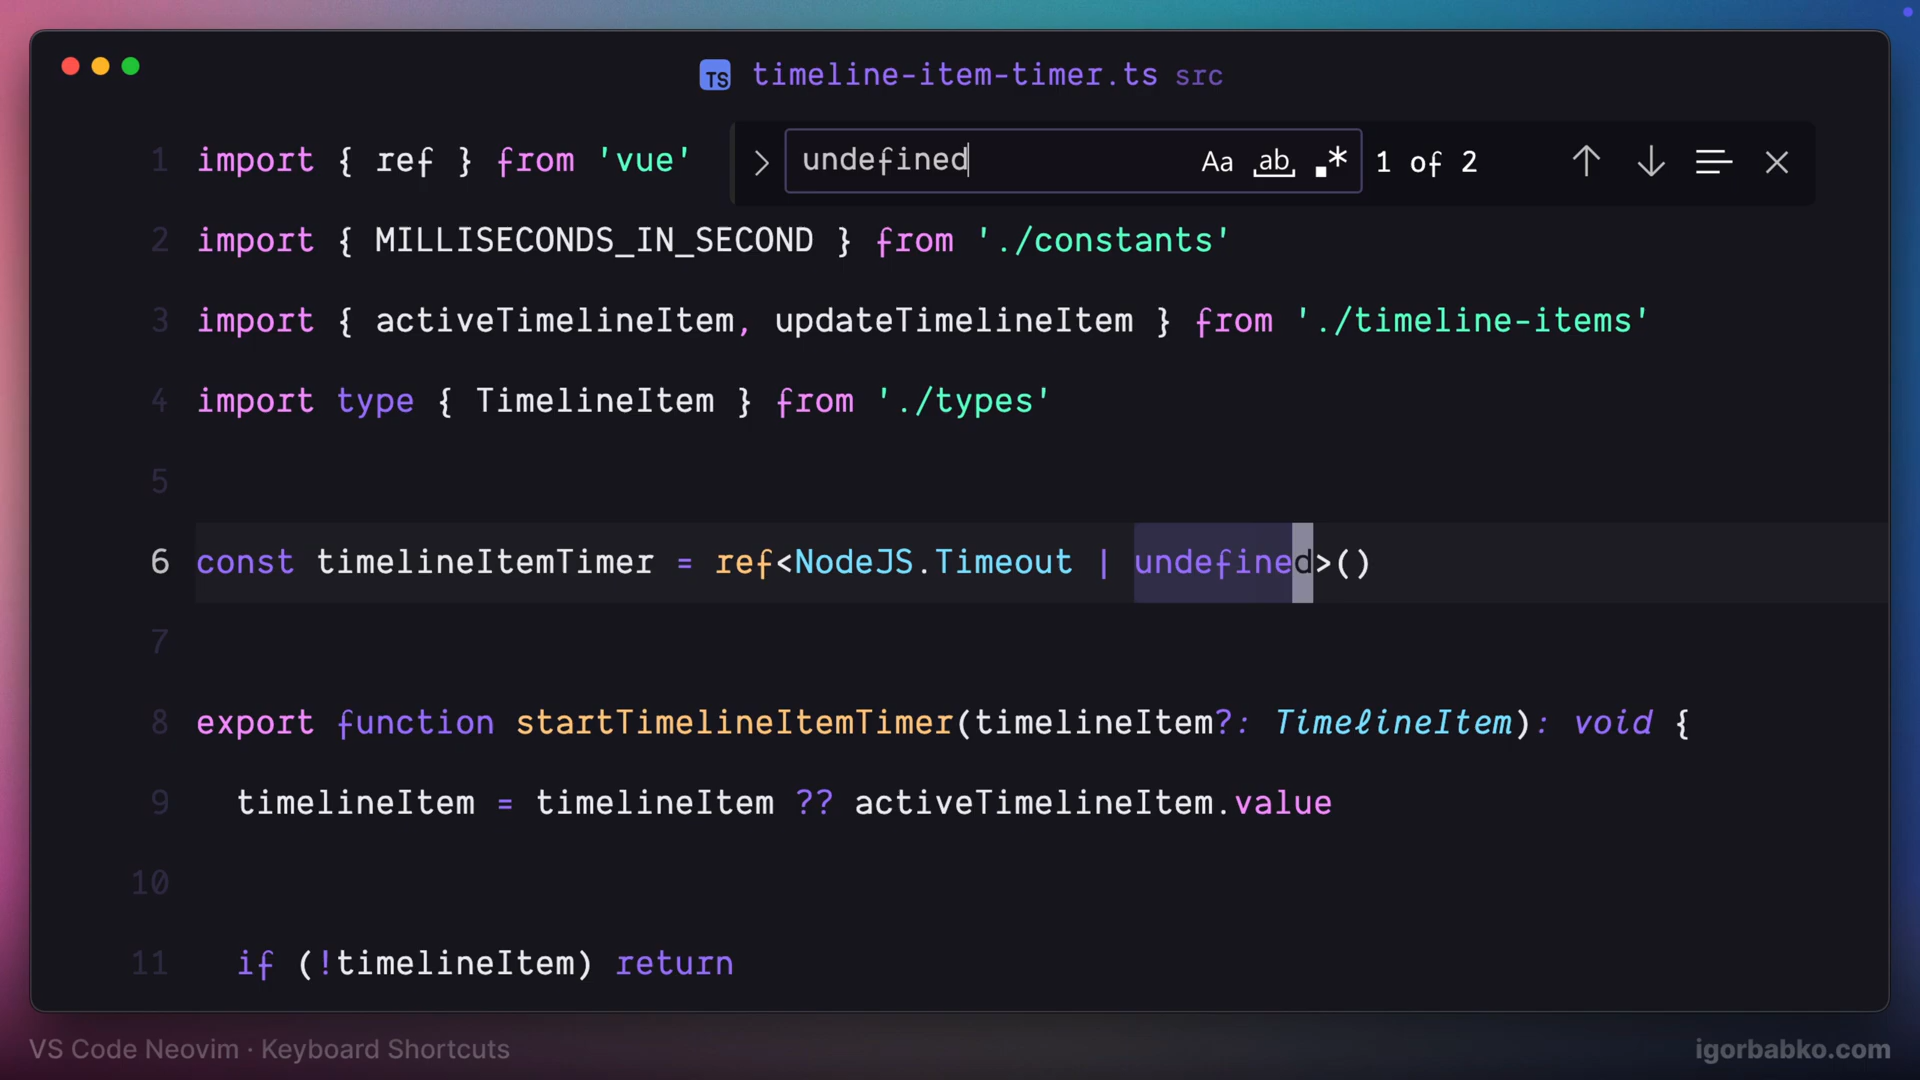 TS timeline-item-timer.ts src
1 import { ref } from 'vue'
undefined Aa ab .* 1 of 2
2 import { MILLISECONDS_IN_SECOND } from './constants'
3 import { activeTimelineItem, updateTimelineItem } from './timeline-items'
4 import type { TimelineItem } from './types'
5
6 const timelineItemTimer = ref<NodeJS.Timeout | undefined>()
7
8 export function startTimelineItemTimer(timelineItem?: TimelineItem): void {
9 timelineItem = timelineItem ?? activeTimelineItem.value
10
11 if (!timelineItem) return
VS Code Neovim · Keyboard Shortcuts
igorbabko.com